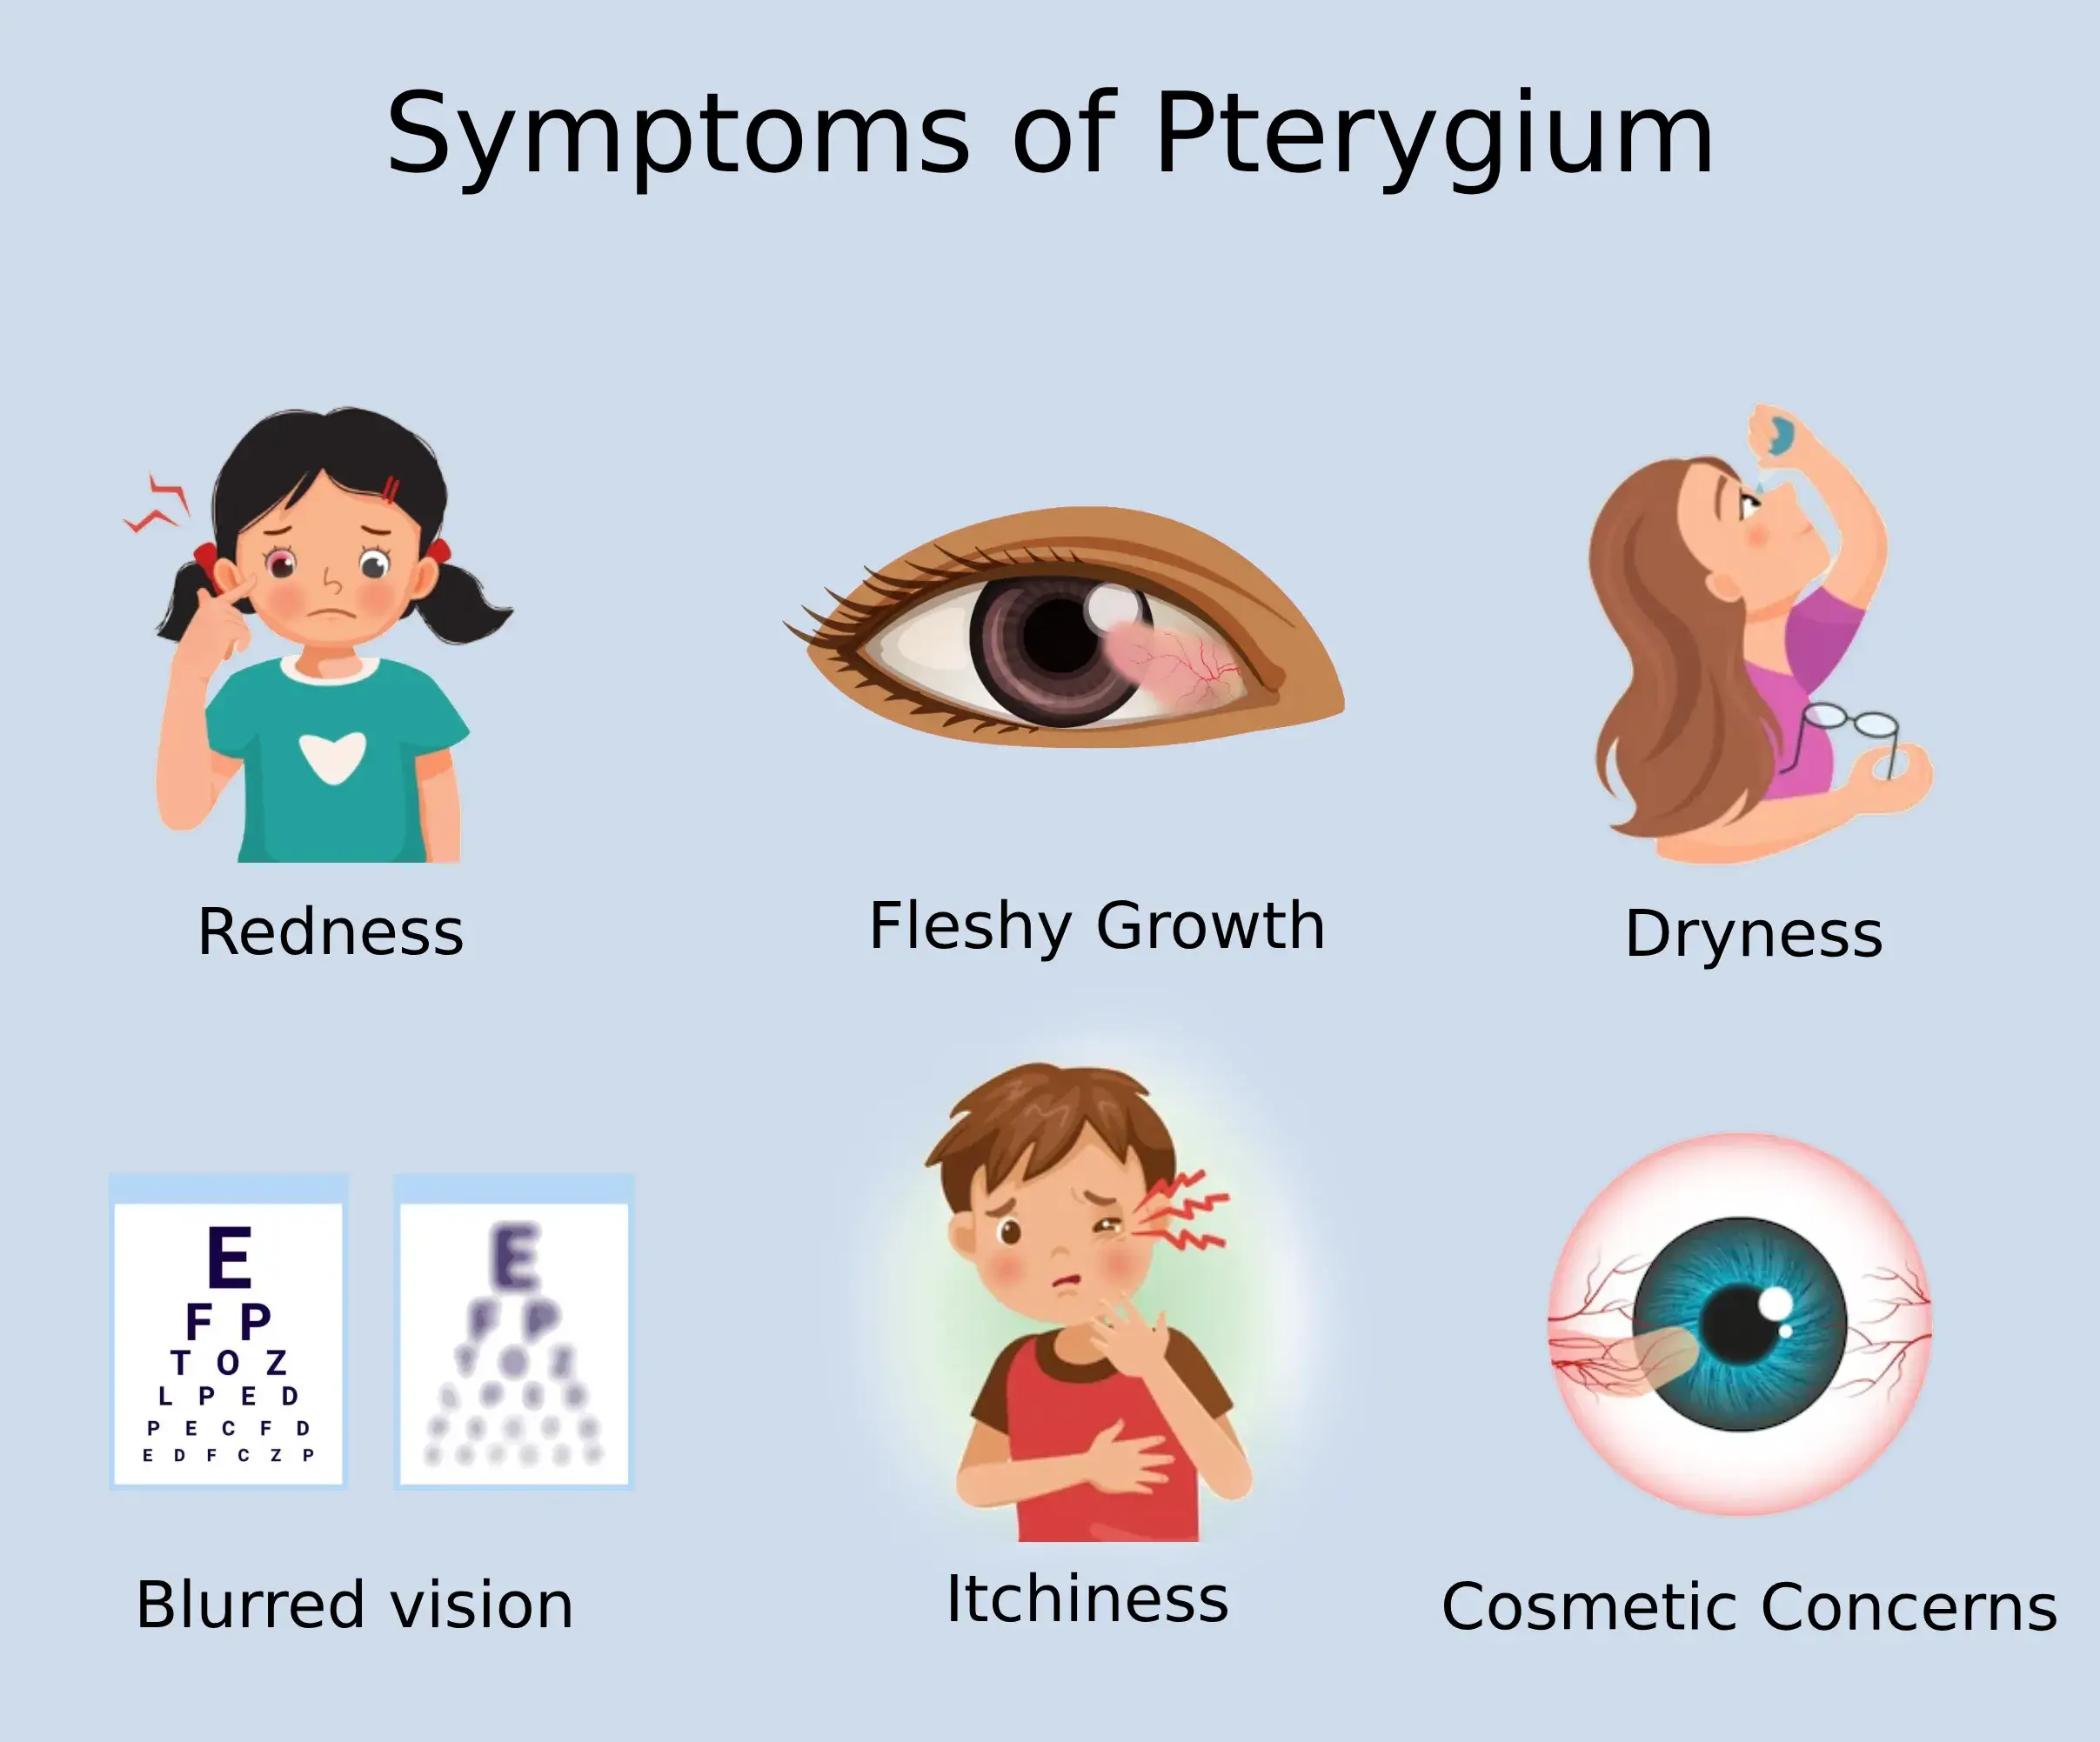 Symptoms of Pterygium
Redness
Fleshy Growth
Dryness
E
F P
T O Z
L P E D
P E C F D
E D F C Z P
E
Blurred vision
Itchiness
Cosmetic Concerns